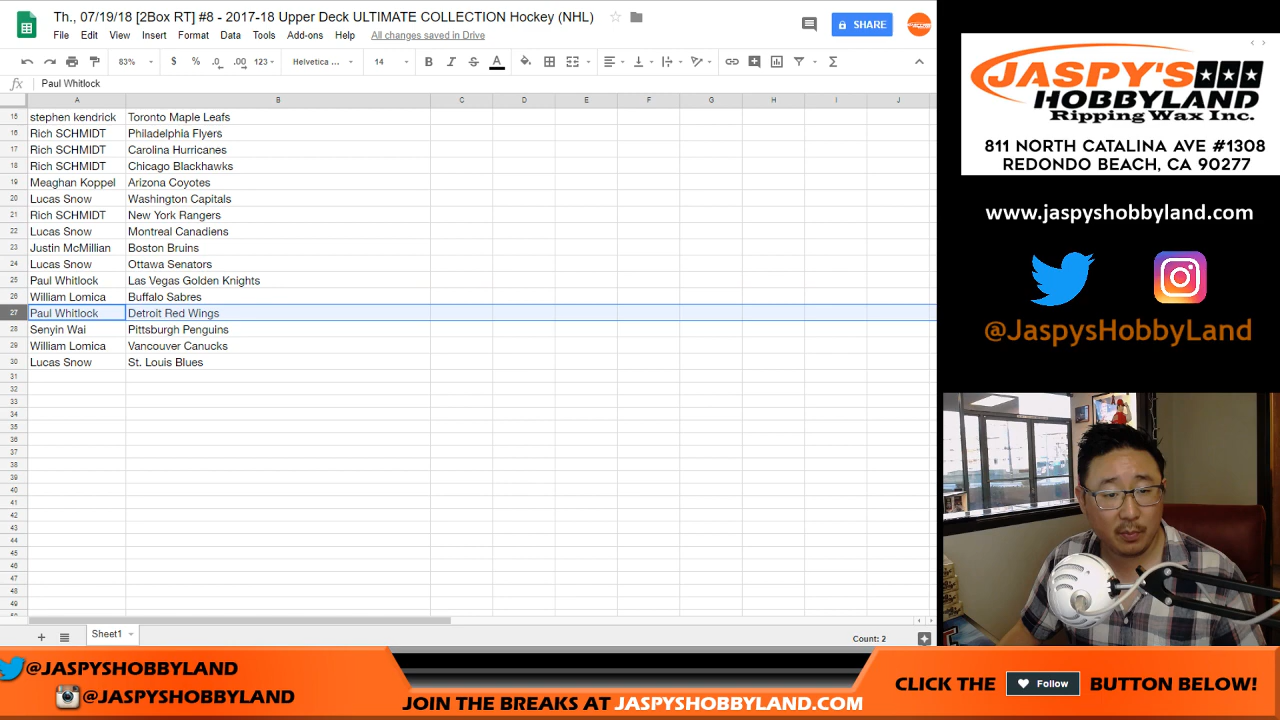 Th., 07/19/18 [2Box RT] #8 - 2017-18 Upper Deck ULTIMATE COLLECTION Hockey (NHL)
SHARE
File Edit View Insert Format Data Tools Add-ons Help All changes saved in Drive
83% $ % .0 .00 123 Helvetica ... 14 B I S A
fx Paul Whitlock
A B C D E F G H I J
15 stephen kendrick Toronto Maple Leafs
16 Rich SCHMIDT Philadelphia Flyers
17 Rich SCHMIDT Carolina Hurricanes
18 Rich SCHMIDT Chicago Blackhawks
19 Meaghan Koppel Arizona Coyotes
20 Lucas Snow Washington Capitals
21 Rich SCHMIDT New York Rangers
22 Lucas Snow Montreal Canadiens
23 Justin McMillian Boston Bruins
24 Lucas Snow Ottawa Senators
25 Paul Whitlock Las Vegas Golden Knights
26 William Lomica Buffalo Sabres
27 Paul Whitlock Detroit Red Wings
28 Senyin Wai Pittsburgh Penguins
29 William Lomica Vancouver Canucks
30 Lucas Snow St. Louis Blues
31
32
33
34
35
36
37
38
39
40
41
42
43
44
45
46
47
48
49
Sheet1
Count: 2
JASPY'S
HOBBYLAND
Ripping Wax Inc.
811 NORTH CATALINA AVE #1308
REDONDO BEACH, CA 90277
www.jaspyshobbyland.com
@JaspysHobbyLand
@JASPYSHOBBYLAND
@JASPYSHOBBYLAND
JOIN THE BREAKS AT JASPYSHOBBYLAND.COM
CLICK THE Follow BUTTON BELOW!